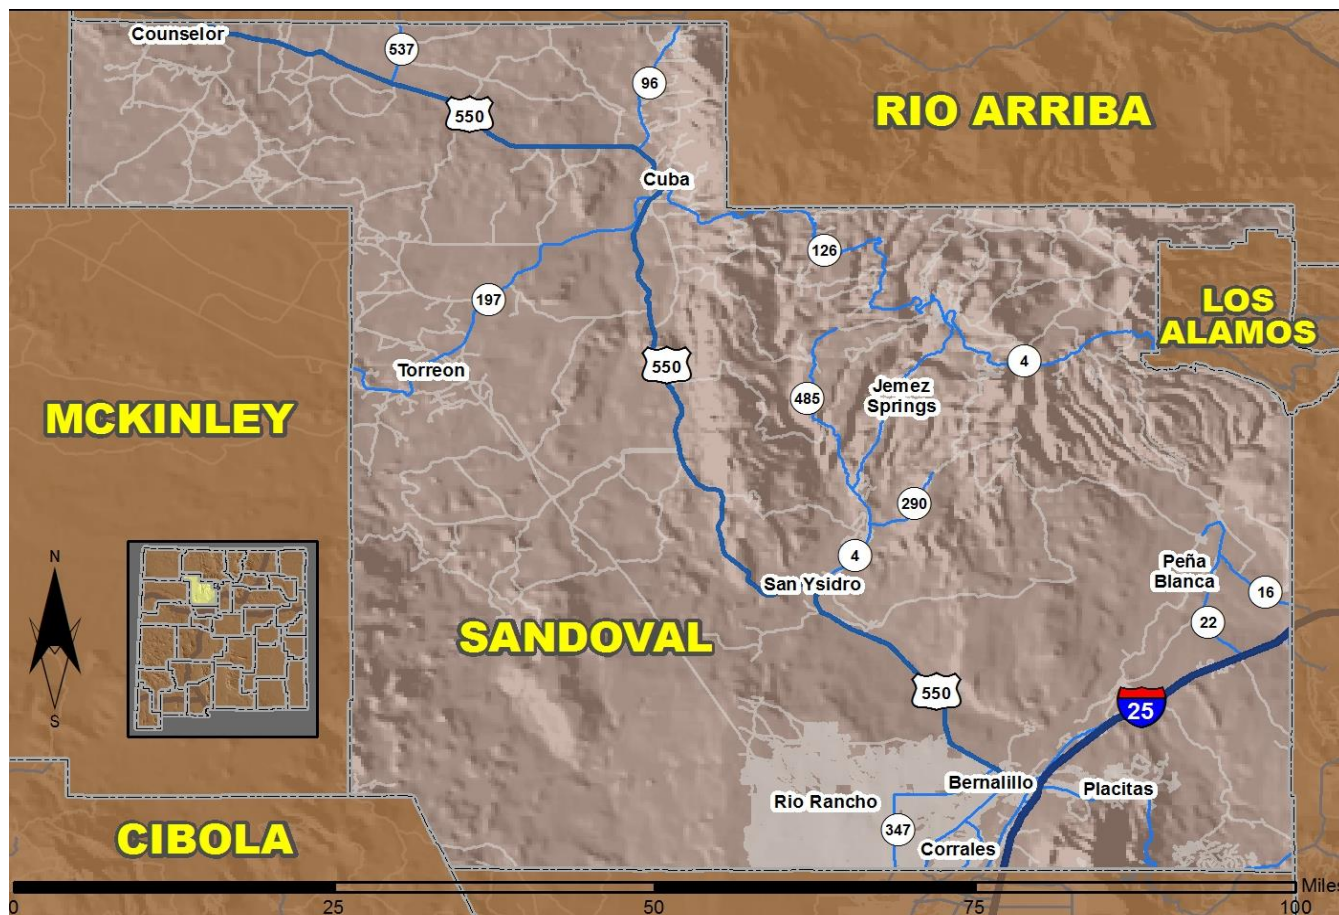 Counselor
537
96
550
RIO ARRIBA
Cuba
126
197
LOS
ALAMOS
Torreon
550
4
485
Jemez
Springs
MCKINLEY
290
N
4
Peña
Blanca
San Ysidro
16
22
SANDOVAL
550
25
S
Bernalillo
Placitas
Rio Rancho
347
Corrales
CIBOLA
Miles
0
25
50
75
100